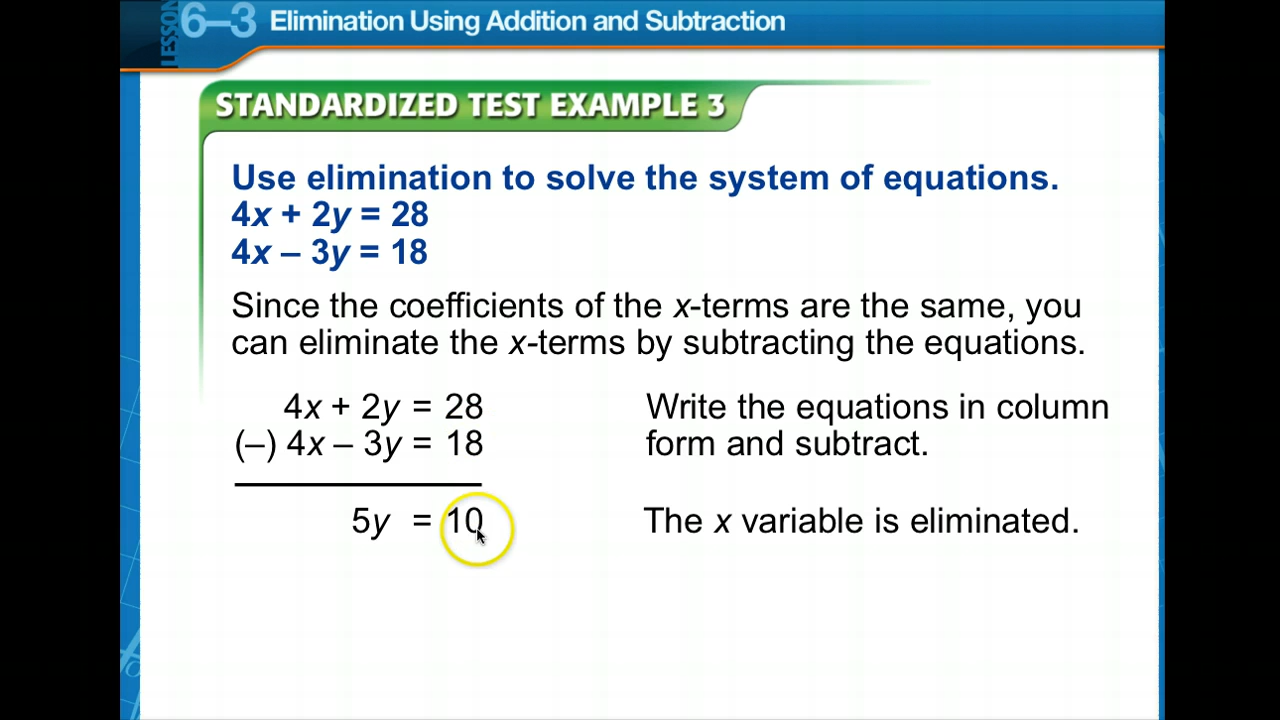 LESSON 6–3 Elimination Using Addition and Subtraction
STANDARDIZED TEST EXAMPLE 3
Use elimination to solve the system of equations.
4x + 2y = 28
4x – 3y = 18
Since the coefficients of the x-terms are the same, you
can eliminate the x-terms by subtracting the equations.
4x + 2y = 28 Write the equations in column
(–) 4x – 3y = 18 form and subtract.
5y = 10 The x variable is eliminated.